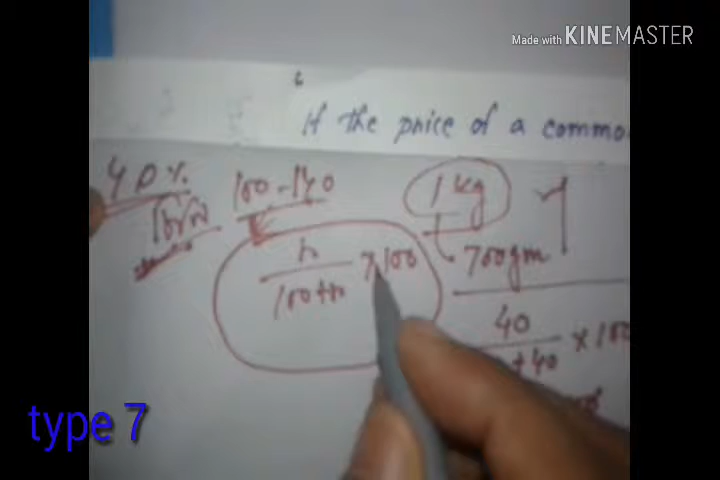 Made with KINEMASTER
If the price of a commo
40%
100-140
1 kg
700gm
r/100+r ×100
40/+40 ×100
type 7